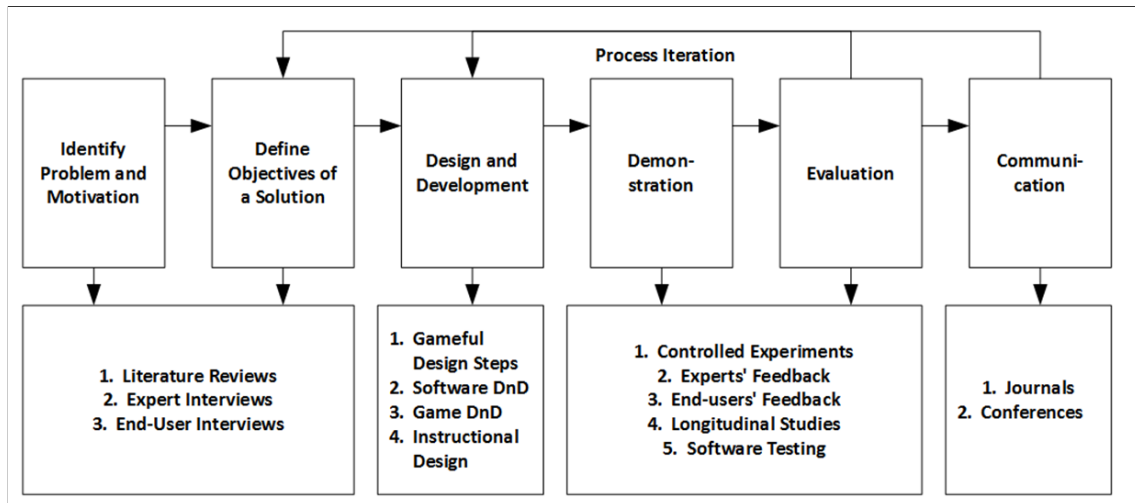 Process Iteration
Identify
Problem and
Motivation
Define
Objectives of
a Solution
Design and
Development
Demon-
stration
Evaluation
Communi-
cation
1. Literature Reviews
2. Expert Interviews
3. End-User Interviews
1. Gameful
Design Steps
2. Software DnD
3. Game DnD
4. Instructional
Design
1. Controlled Experiments
2. Experts' Feedback
3. End-users' Feedback
4. Longitudinal Studies
5. Software Testing
1. Journals
2. Conferences